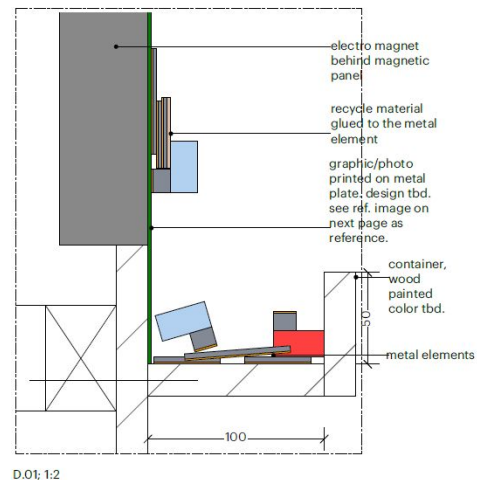 electro magnet
behind magnetic
panel
recycle material
glued to the metal
element
graphic/photo
printed on metal
plate. design tbd.
see ref. image on
next page as
reference.
container,
wood
painted
color tbd.
50
metal elements
100
D.01; 1:2